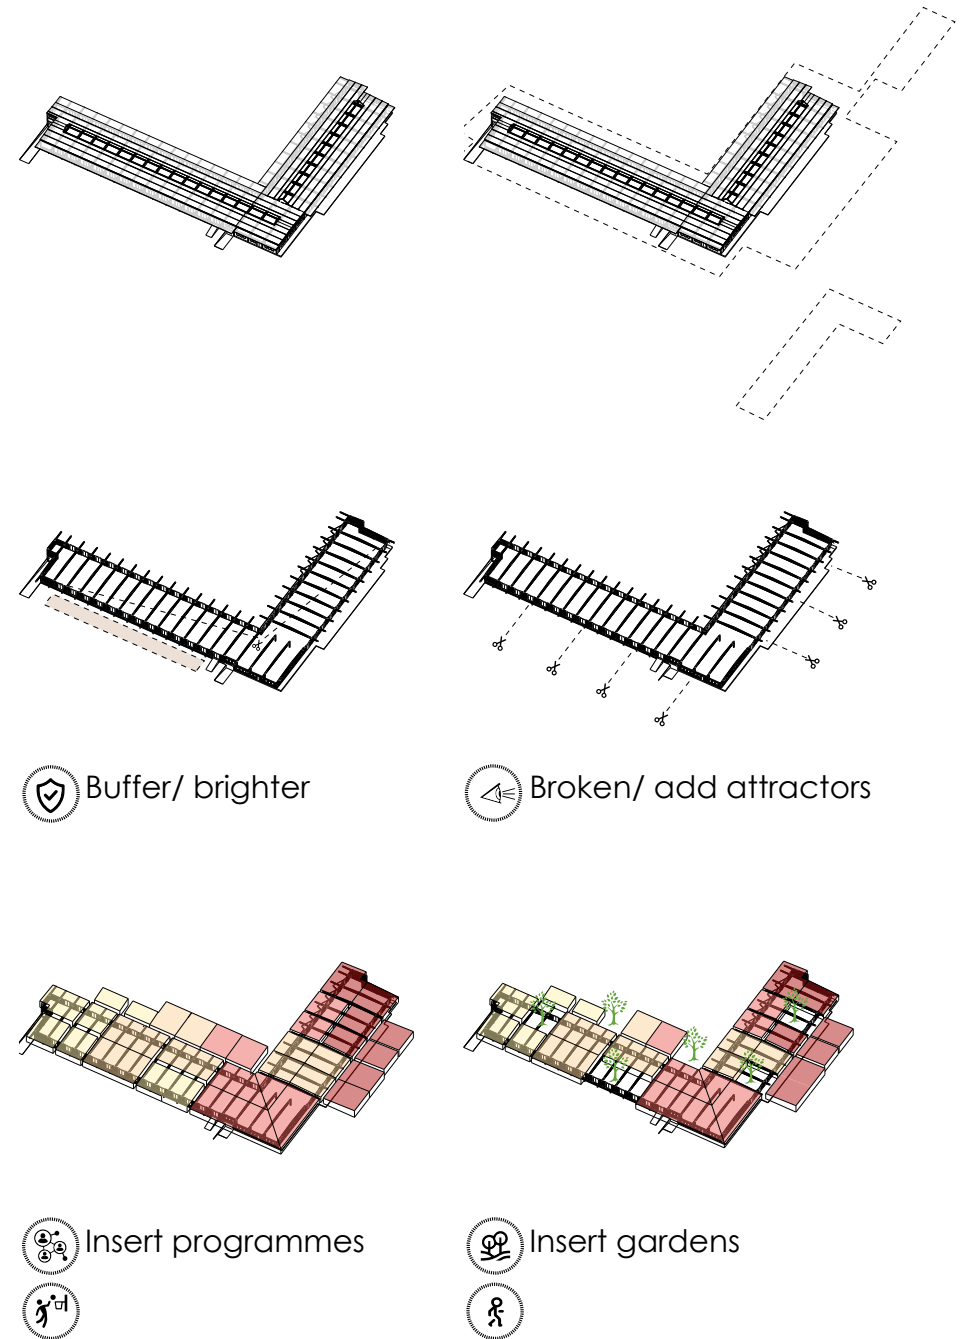 Buffer/ brighter
Broken/ add attractors
Insert programmes
Insert gardens